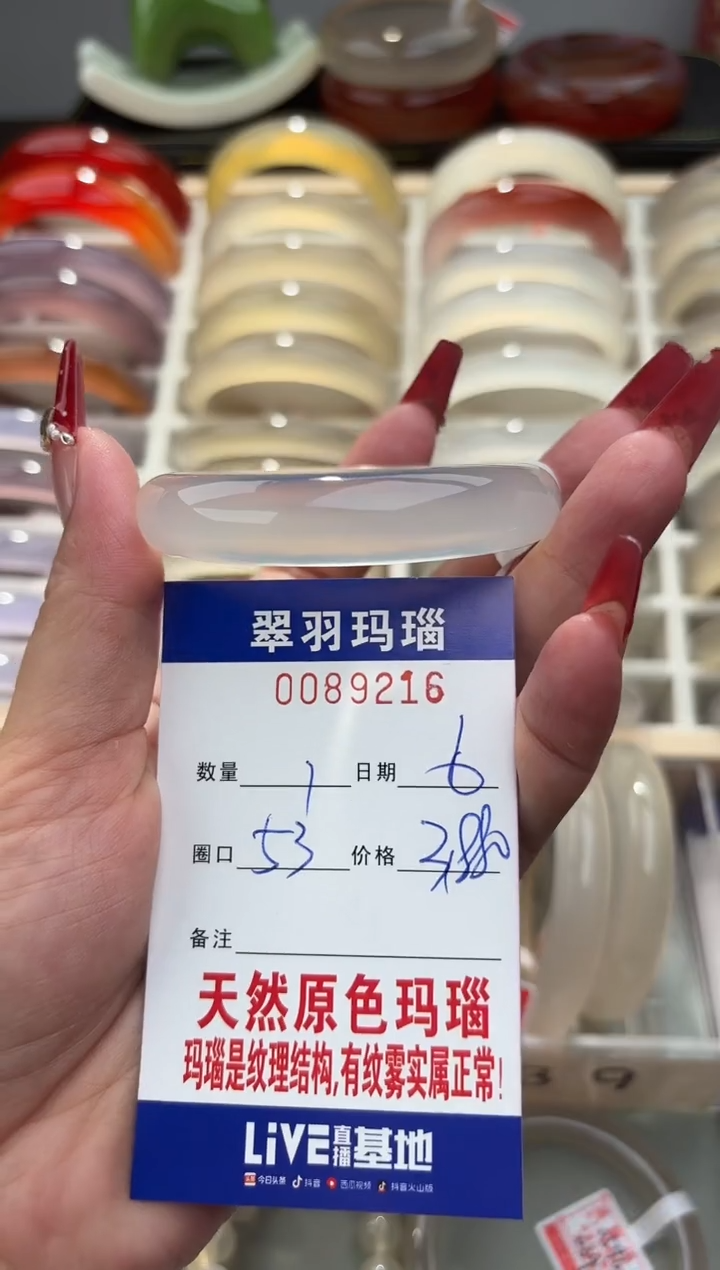 翠羽玛瑙
0089216
数量 1 日期 6
圈口 53 价格
备注
天然原色玛瑙
玛瑙是纹理结构,有纹雾实属正常!
LiVE直播基地
今日头条 抖音 西瓜视频 抖音火山版
3 9